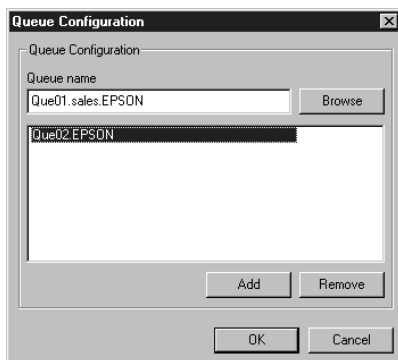 Queue Configuration
Queue Configuration
Queue name
Que01.sales.EPSON
Browse
Que02.EPSON
Add
Remove
OK
Cancel